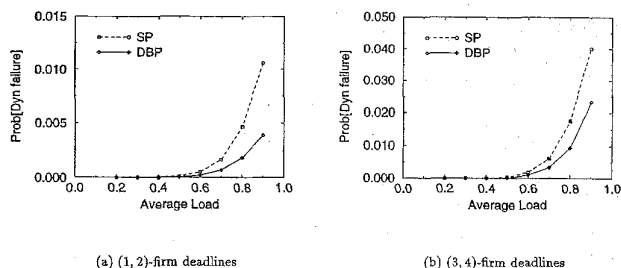 0.015
0.010
0.005
0.000
Prob[Dyn failure]
SP
DBP
0.0 0.2 0.4 0.6 0.8 1.0
Average Load
(a) (1, 2)-firm deadlines
0.050
0.040
0.030
0.020
0.010
0.000
Prob[Dyn failure]
SP
DBP
0.0 0.2 0.4 0.6 0.8 1.0
Average Load
(b) (3, 4)-firm deadlines